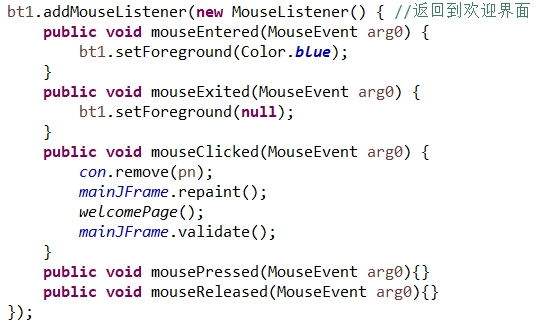 bt1.addMouseListener(new MouseListener() { //返回到欢迎界面
    public void mouseEntered(MouseEvent arg0) {
        bt1.setForeground(Color.blue);
    }
    public void mouseExited(MouseEvent arg0) {
        bt1.setForeground(null);
    }
    public void mouseClicked(MouseEvent arg0) {
        con.remove(pn);
        mainJFrame.repaint();
        welcomePage();
        mainJFrame.validate();
    }
    public void mousePressed(MouseEvent arg0){}
    public void mouseReleased(MouseEvent arg0){}
});